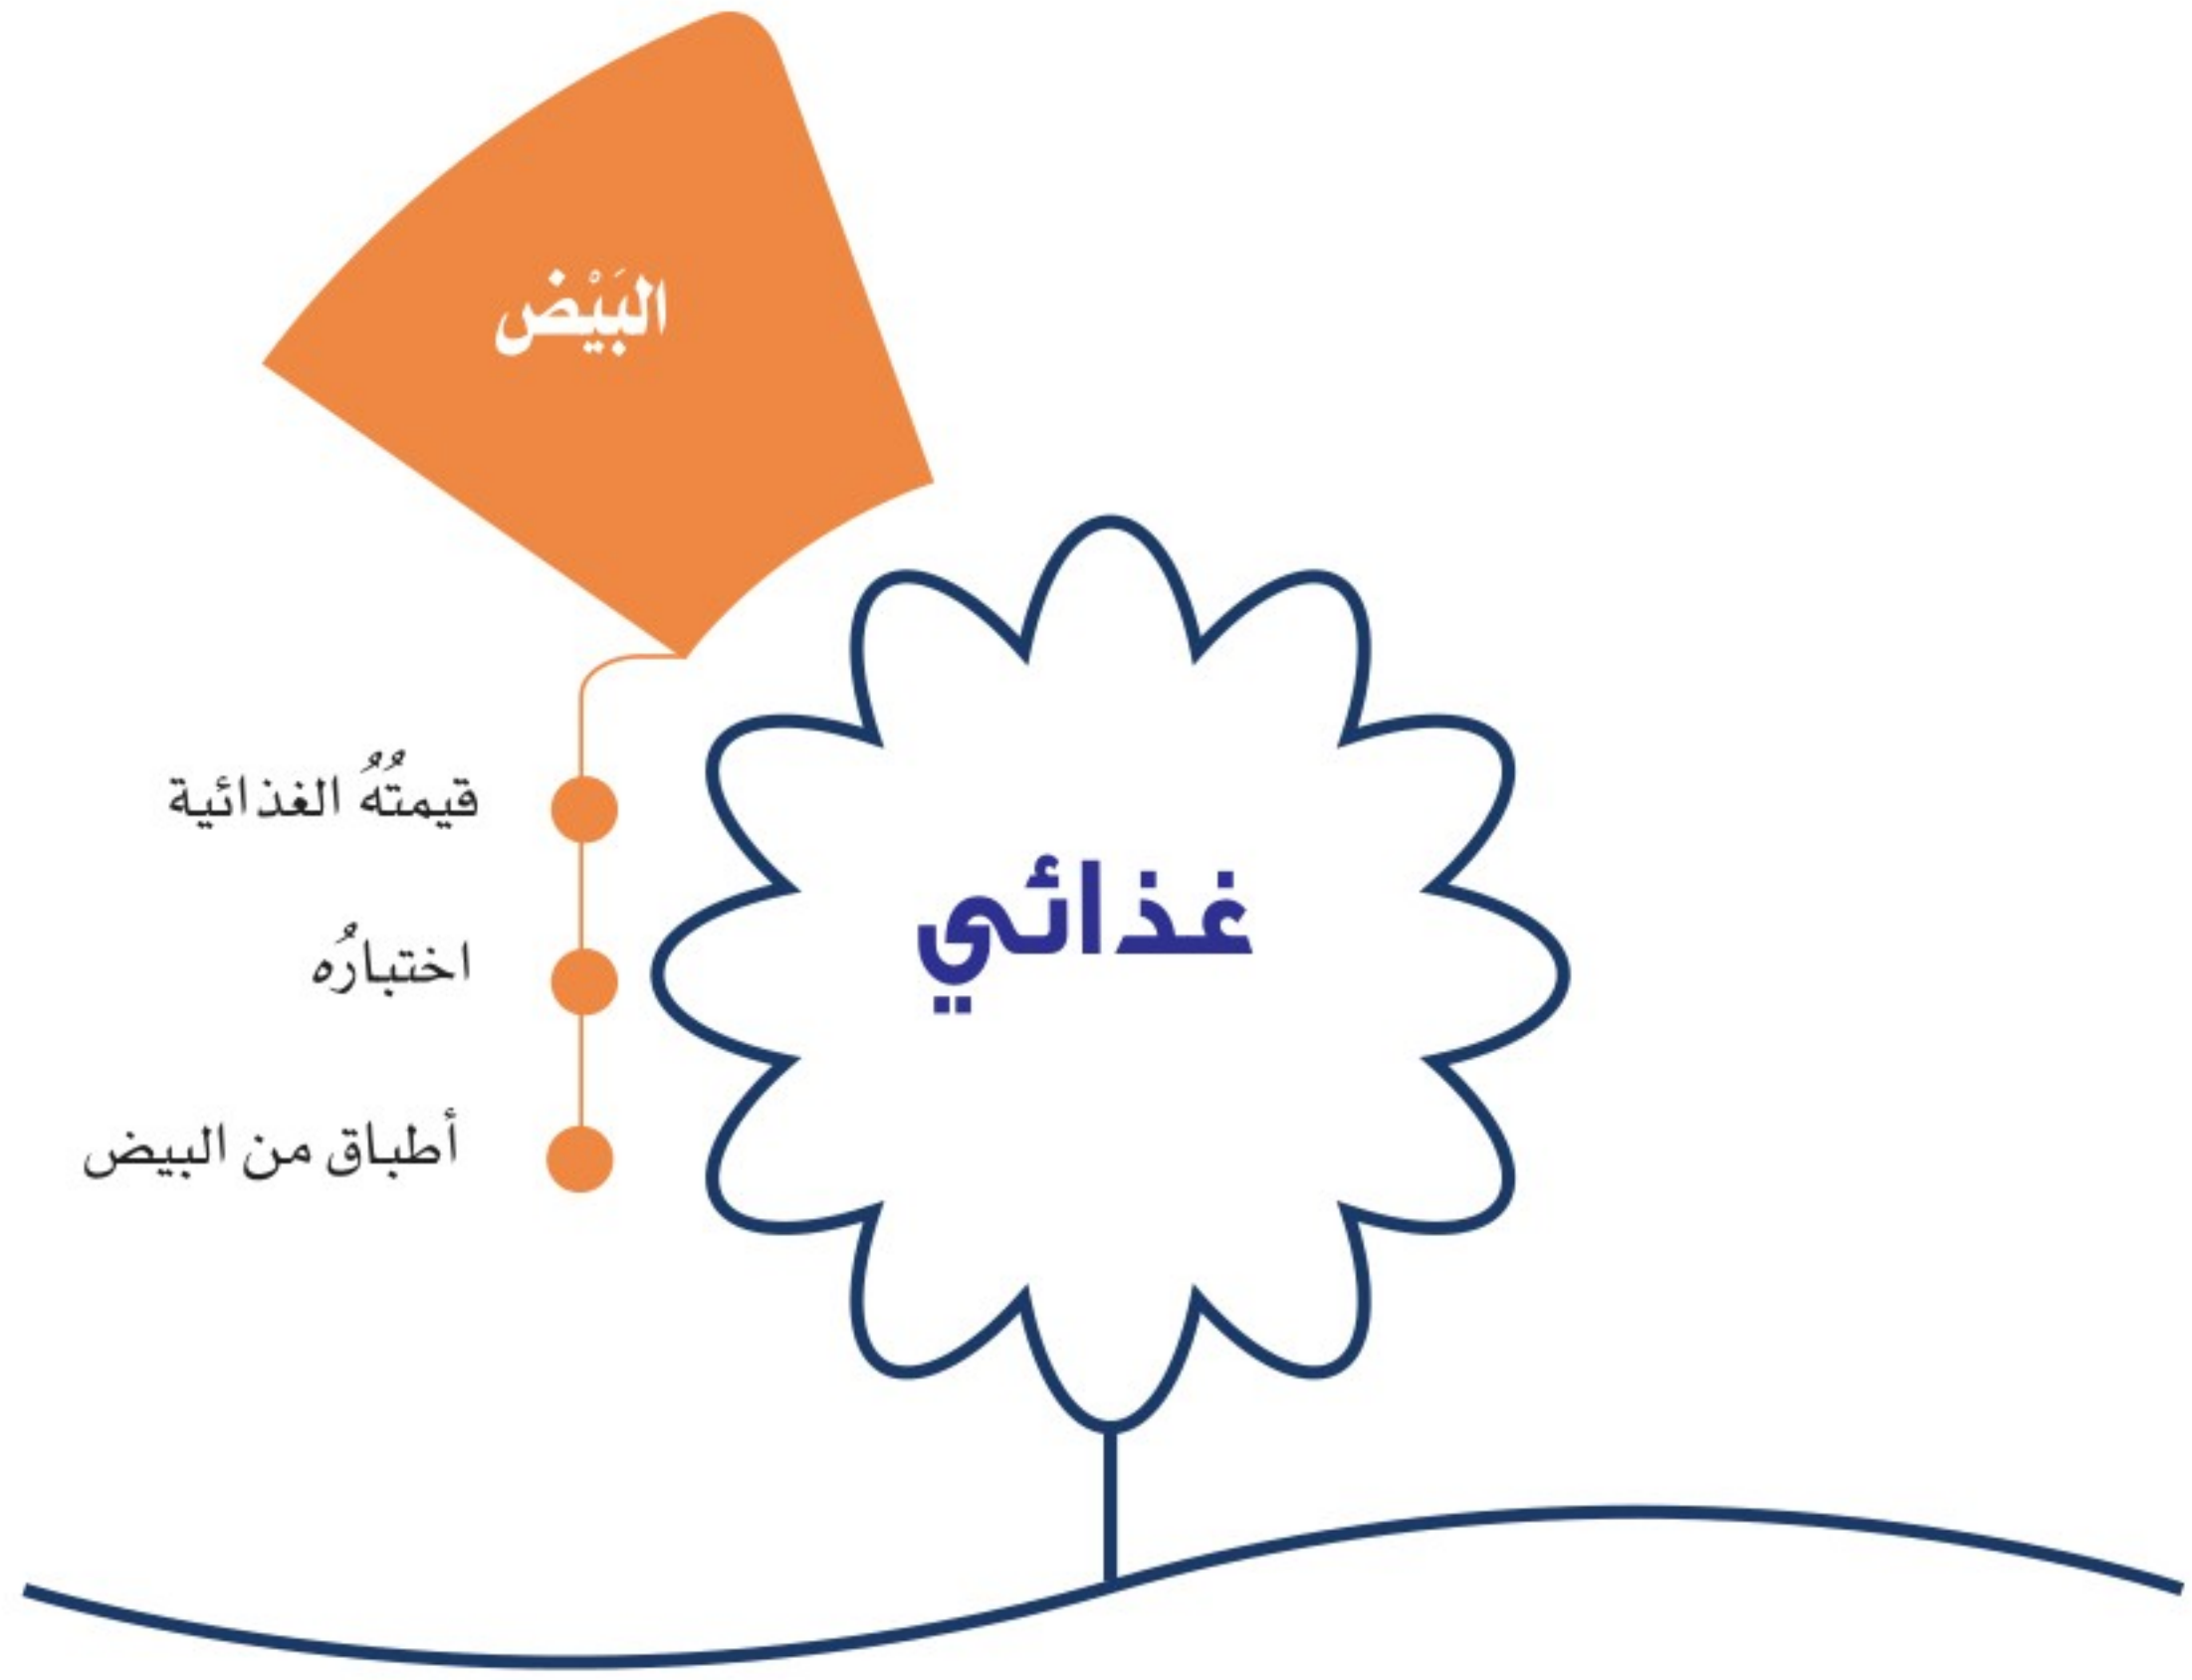 البَيْض
غذائي
قيمتُهُ الغذائية
اختبارُه
أطباق من البيض